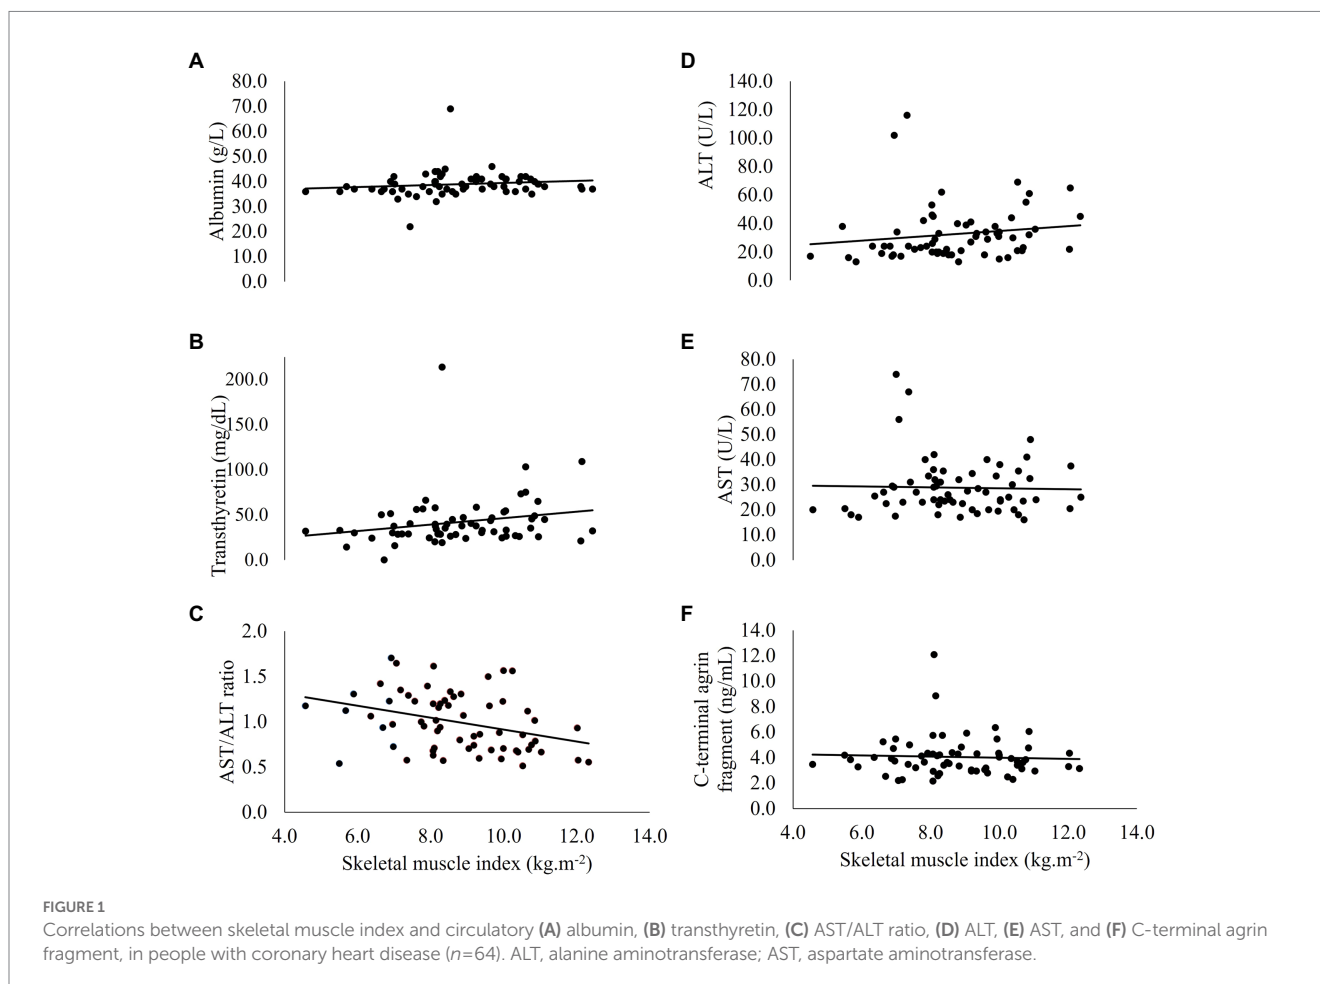 A
80.0
70.0
60.0
50.0
40.0
30.0
20.0
10.0
0.0
Albumin (g/L)
B
200.0
150.0
100.0
50.0
0.0
Transthyretin (mg/dL)
C
2.0
1.5
1.0
0.5
0.0
AST/ALT ratio
4.0 6.0 8.0 10.0 12.0 14.0
Skeletal muscle index (kg.m-2)
D
140.0
120.0
100.0
80.0
60.0
40.0
20.0
0.0
ALT (U/L)
E
80.0
70.0
60.0
50.0
40.0
30.0
20.0
10.0
0.0
AST (U/L)
F
14.0
12.0
10.0
8.0
6.0
4.0
2.0
0.0
C-terminal agrin
fragment (ng/mL)
4.0 6.0 8.0 10.0 12.0 14.0
Skeletal muscle index (kg.m-2)
FIGURE 1
Correlations between skeletal muscle index and circulatory (A) albumin, (B) transthyretin, (C) AST/ALT ratio, (D) ALT, (E) AST, and (F) C-terminal agrin
fragment, in people with coronary heart disease (n=64). ALT, alanine aminotransferase; AST, aspartate aminotransferase.